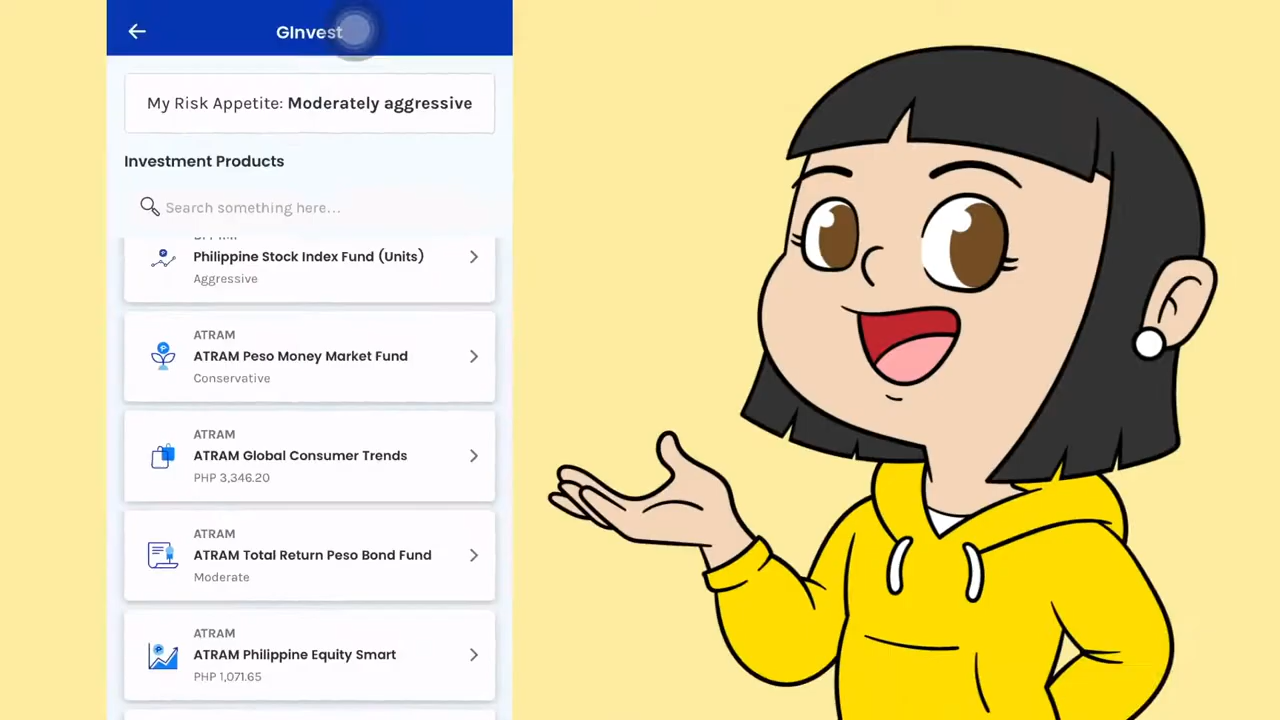 GInvest
My Risk Appetite: Moderately aggressive
Investment Products
Search something here...
Philippine Stock Index Fund (Units)
Aggressive
ATRAM
ATRAM Peso Money Market Fund
Conservative
ATRAM
ATRAM Global Consumer Trends
PHP 3,346.20
ATRAM
ATRAM Total Return Peso Bond Fund
Moderate
ATRAM
ATRAM Philippine Equity Smart
PHP 1,071.65